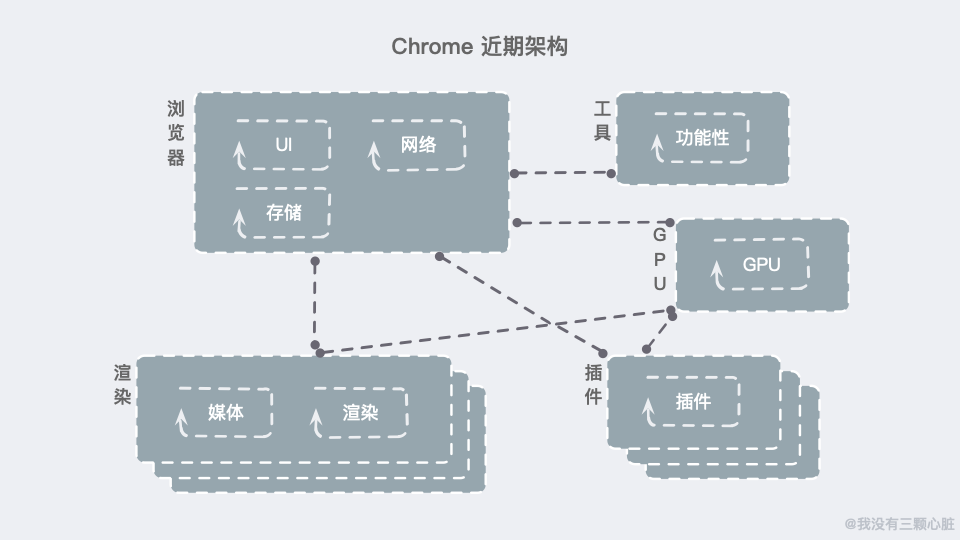 Chrome 近期架构
浏览器
UI
网络
存储
工具
功能性
GPU
GPU
渲染
媒体
渲染
插件
插件
@我没有三颗心脏